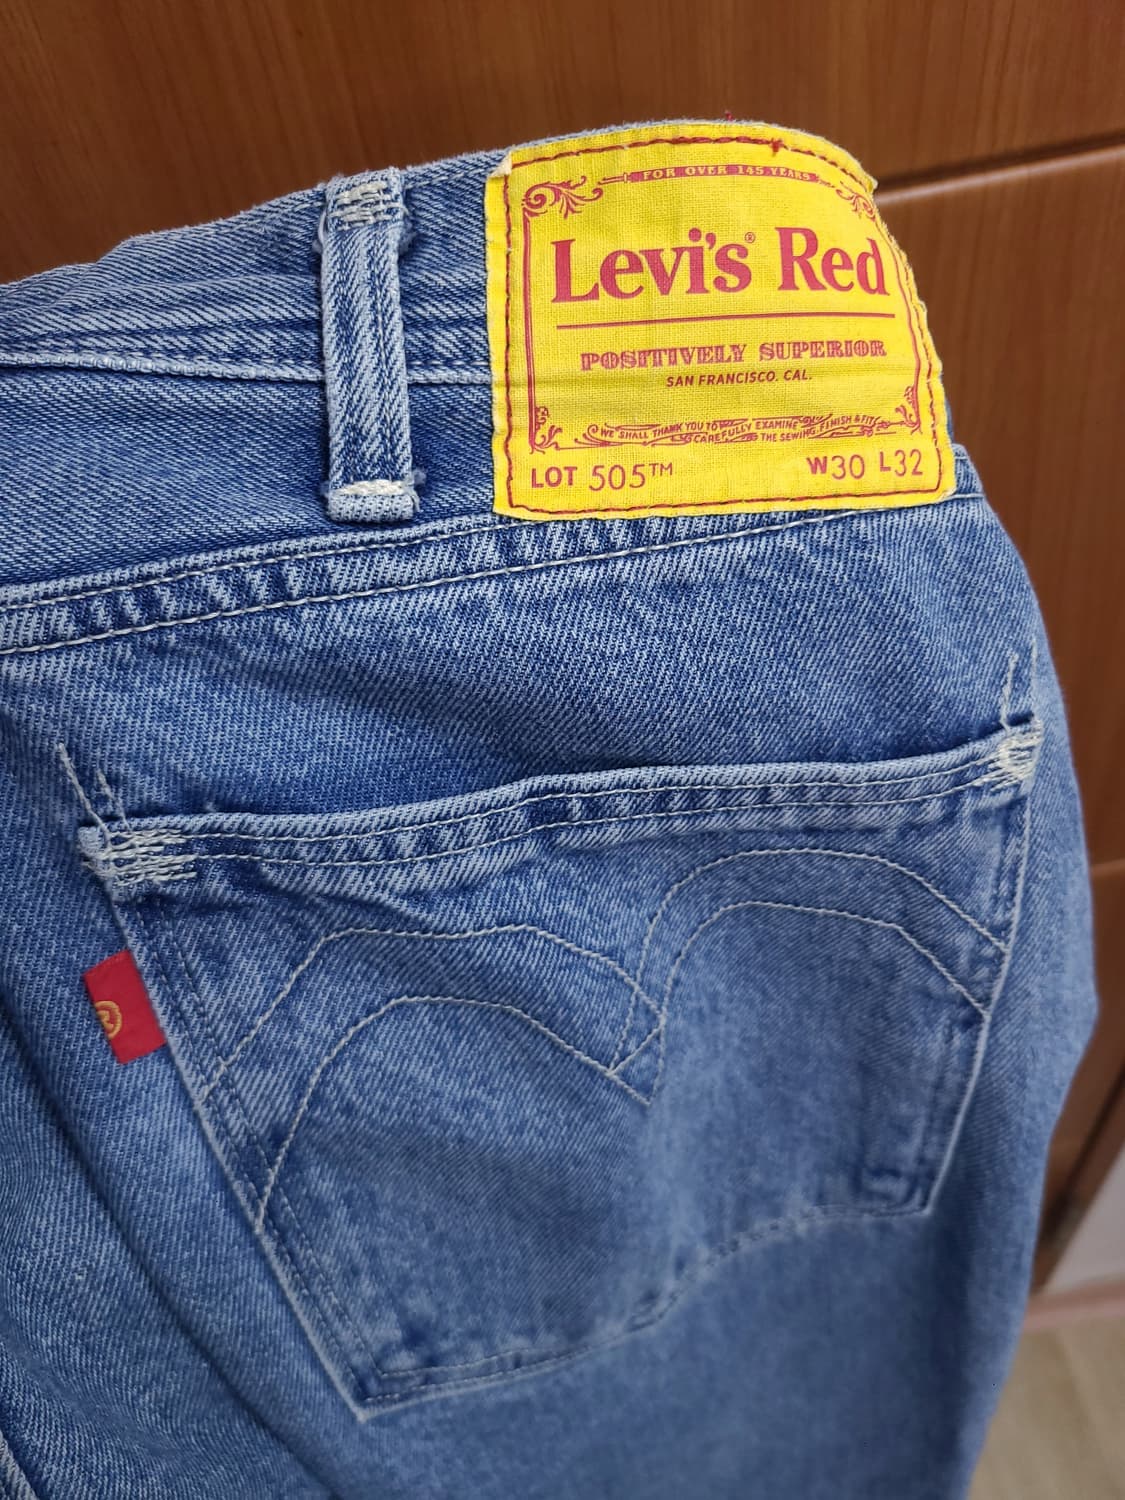 FOR OVER 145 YEARS
Levi's® Red
POSITIVELY SUPERIOR
SAN FRANCISCO. CAL.
WE SHALL THANK YOU TO
CAREFULLY EXAMINE
THE SEWING, FINISH & FIT
LOT 505™ W30 L32
®